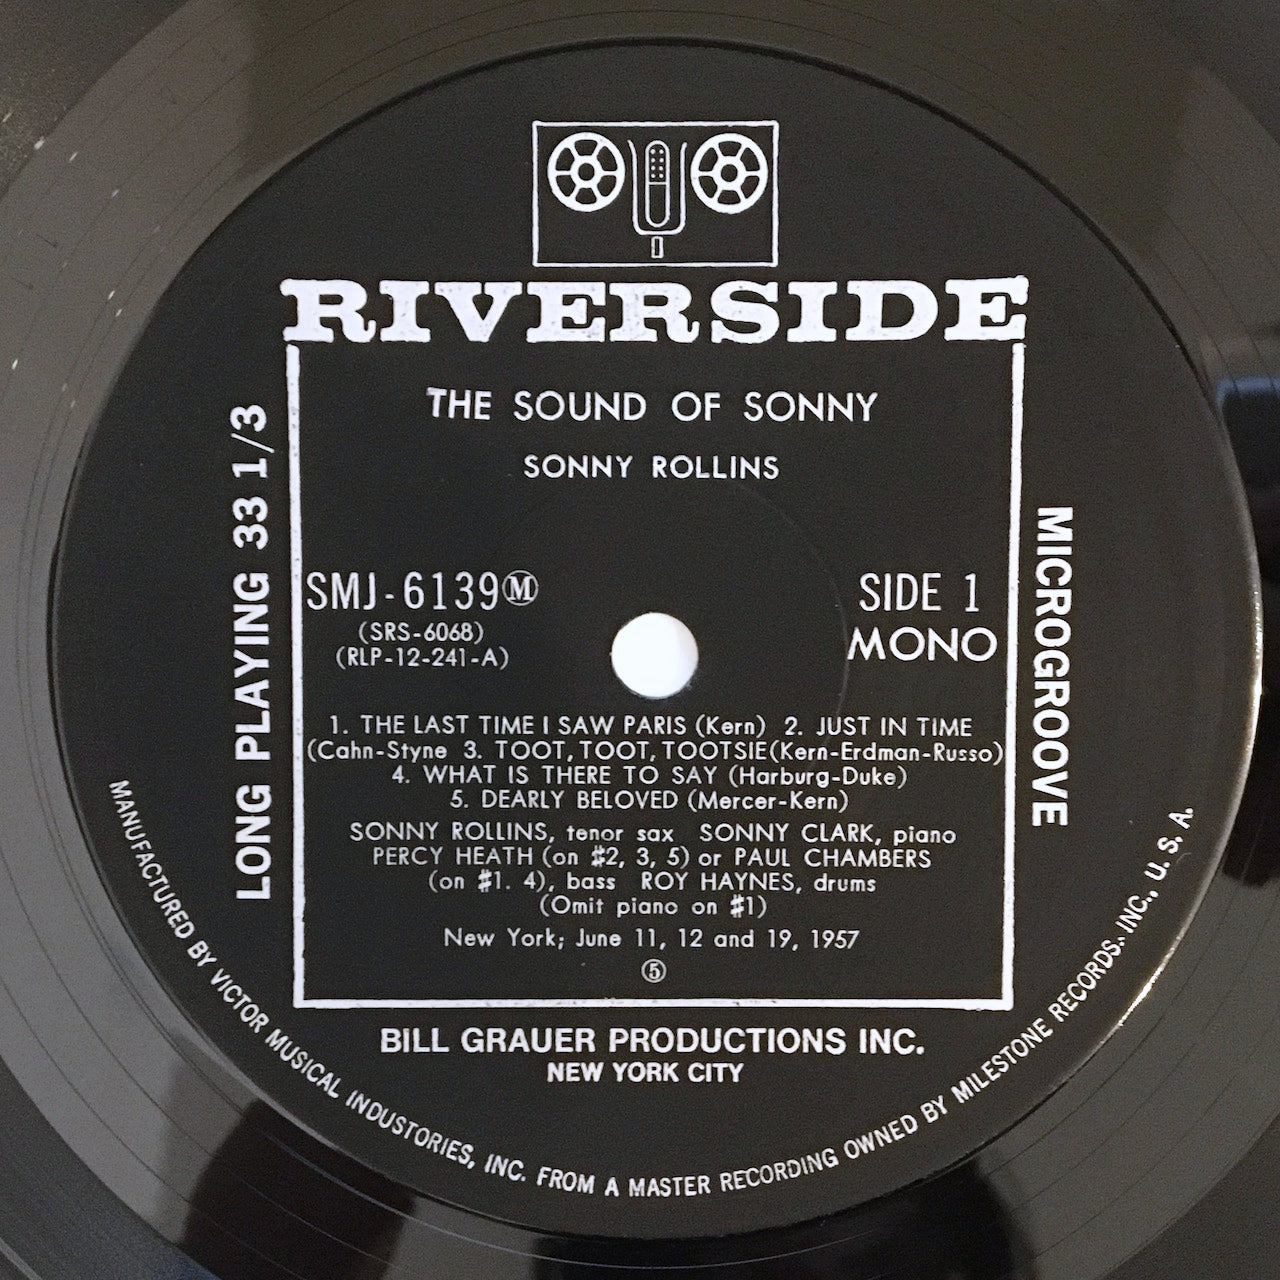 RIVERSIDE
THE SOUND OF SONNY
SONNY ROLLINS
LONG PLAYING 33 1/3
MICROGROOVE
SMJ-6139Ⓜ
(SRS-6068)
(RLP-12-241-A)
SIDE 1
MONO
1. THE LAST TIME I SAW PARIS (Kern) 2. JUST IN TIME
(Cahn-Styne 3. TOOT, TOOT, TOOTSIE(Kern-Erdman-Russo)
4. WHAT IS THERE TO SAY (Harburg-Duke)
5. DEARLY BELOVED (Mercer-Kern)
SONNY ROLLINS, tenor sax SONNY CLARK, piano
PERCY HEATH (on #2, 3, 5) or PAUL CHAMBERS
(on #1. 4), bass ROY HAYNES, drums
(Omit piano on #1)
New York; June 11, 12 and 19, 1957
⑤
BILL GRAUER PRODUCTIONS INC.
NEW YORK CITY
MANUFACTURED BY VICTOR MUSICAL INDUSTORIES, INC. FROM A MASTER RECORDING OWNED BY MILESTONE RECORDS. INC., U. S. A.